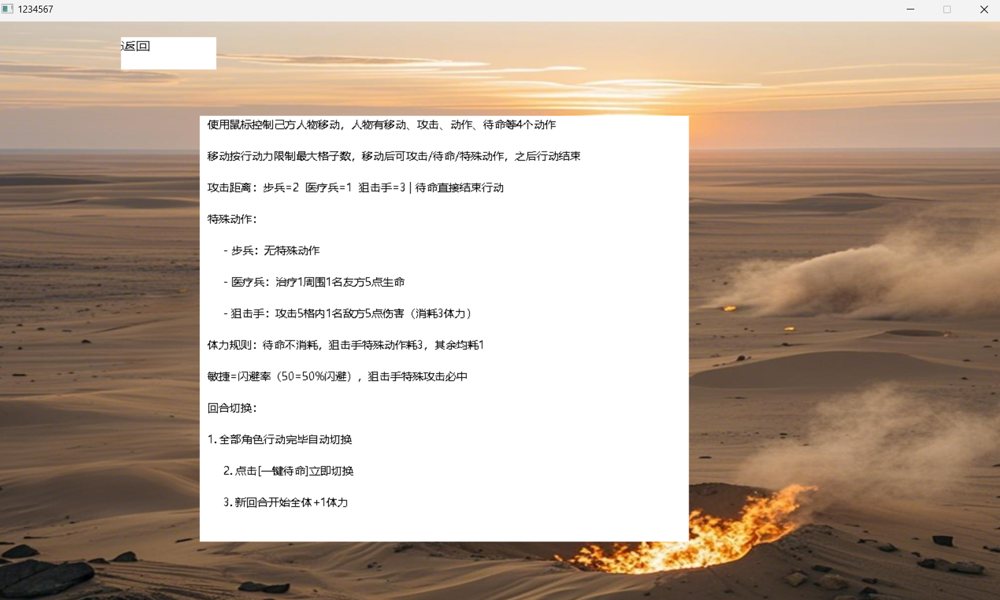 1234567
返回
使用鼠标控制己方人物移动，人物有移动、攻击、动作、待命等4个动作
移动按行动力限制最大格子数，移动后可攻击/待命/特殊动作，之后行动结束
攻击距离：步兵=2 医疗兵=1 狙击手=3 | 待命直接结束行动
特殊动作：
- 步兵：无特殊动作
- 医疗兵：治疗1周围1名友方5点生命
- 狙击手：攻击5格内1名敌方5点伤害（消耗3体力）
体力规则：待命不消耗，狙击手特殊动作耗3，其余均耗1
敏捷=闪避率（50=50%闪避），狙击手特殊攻击必中
回合切换：
1. 全部角色行动完毕自动切换
2. 点击[一键待命]立即切换
3. 新回合开始全体+1体力